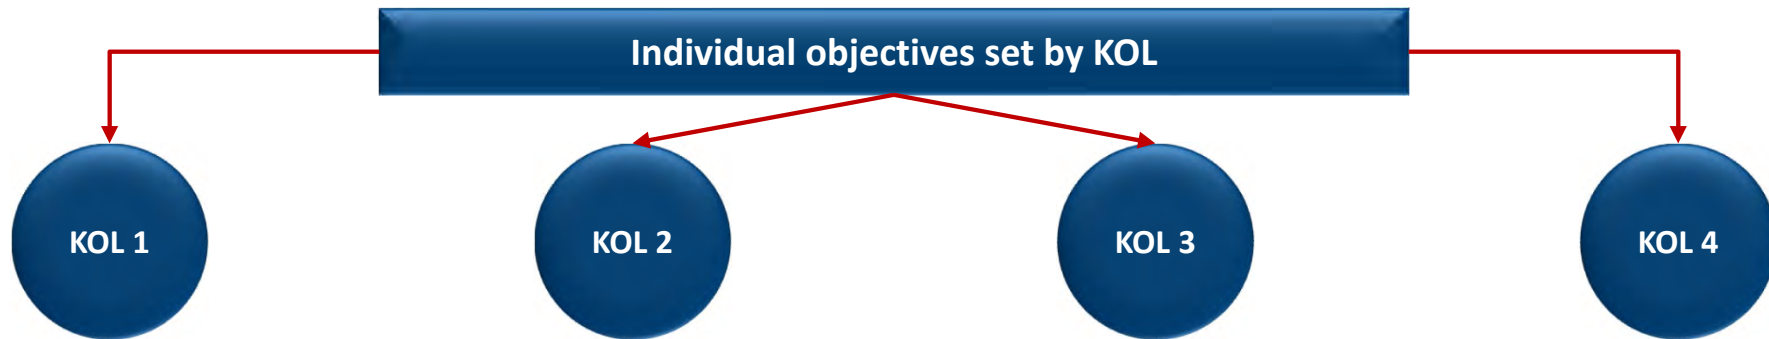 Individual objectives set by KOL
KOL 1
KOL 2
KOL 3
KOL 4